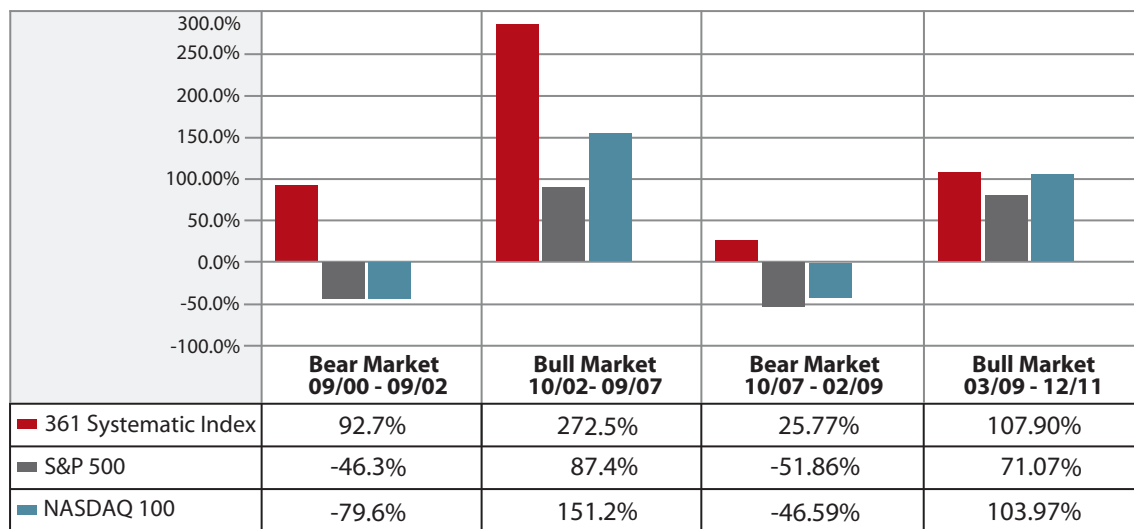 300.0%
250.0%
200.0%
150.0%
100.00%
50.0%
0.0%
-50.0%
-100.0%
Bear Market 09/00 - 09/02
Bull Market 10/02- 09/07
Bear Market 10/07 - 02/09
Bull Market 03/09 - 12/11
361 Systematic Index 92.7% 272.5% 25.77% 107.90%
S&P 500 -46.3% 87.4% -51.86% 71.07%
NASDAQ 100 -79.6% 151.2% -46.59% 103.97%